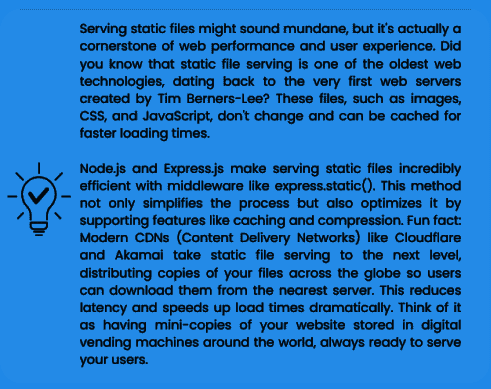 Serving static files might sound mundane, but it's actually a
cornerstone of web performance and user experience. Did
you know that static file serving is one of the oldest web
technologies, dating back to the very first web servers
created by Tim Berners-Lee? These files, such as images,
CSS, and JavaScript, don't change and can be cached for
faster loading times.
Node.js and Express.js make serving static files incredibly
efficient with middleware like express.static(). This method
not only simplifies the process but also optimizes it by
supporting features like caching and compression. Fun fact:
Modern CDNs (Content Delivery Networks) like Cloudflare
and Akamai take static file serving to the next level,
distributing copies of your files across the globe so users
can download them from the nearest server. This reduces
latency and speeds up load times dramatically. Think of it
as having mini-copies of your website stored in digital
vending machines around the world, always ready to serve
your users.